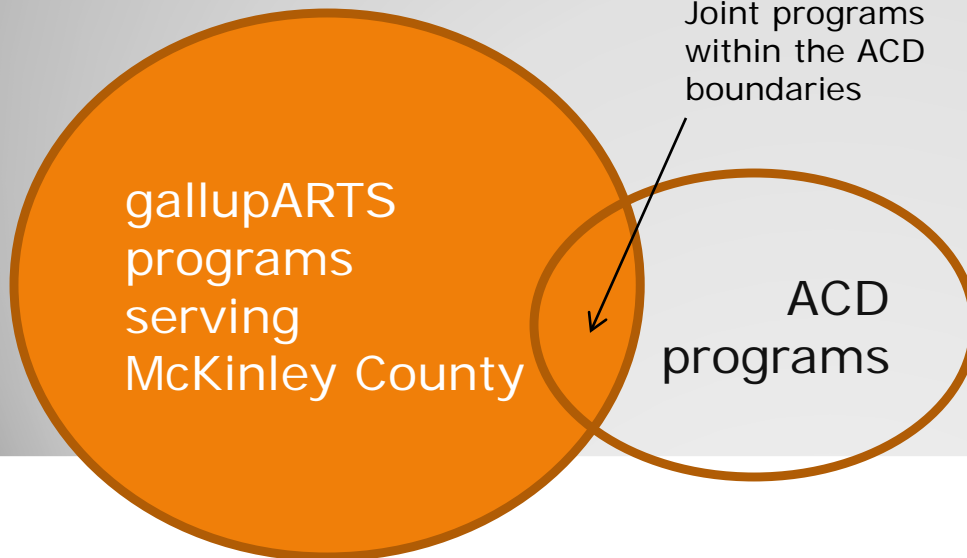 Joint programs
within the ACD
boundaries
gallupARTS
programs
serving
McKinley County
ACD
programs